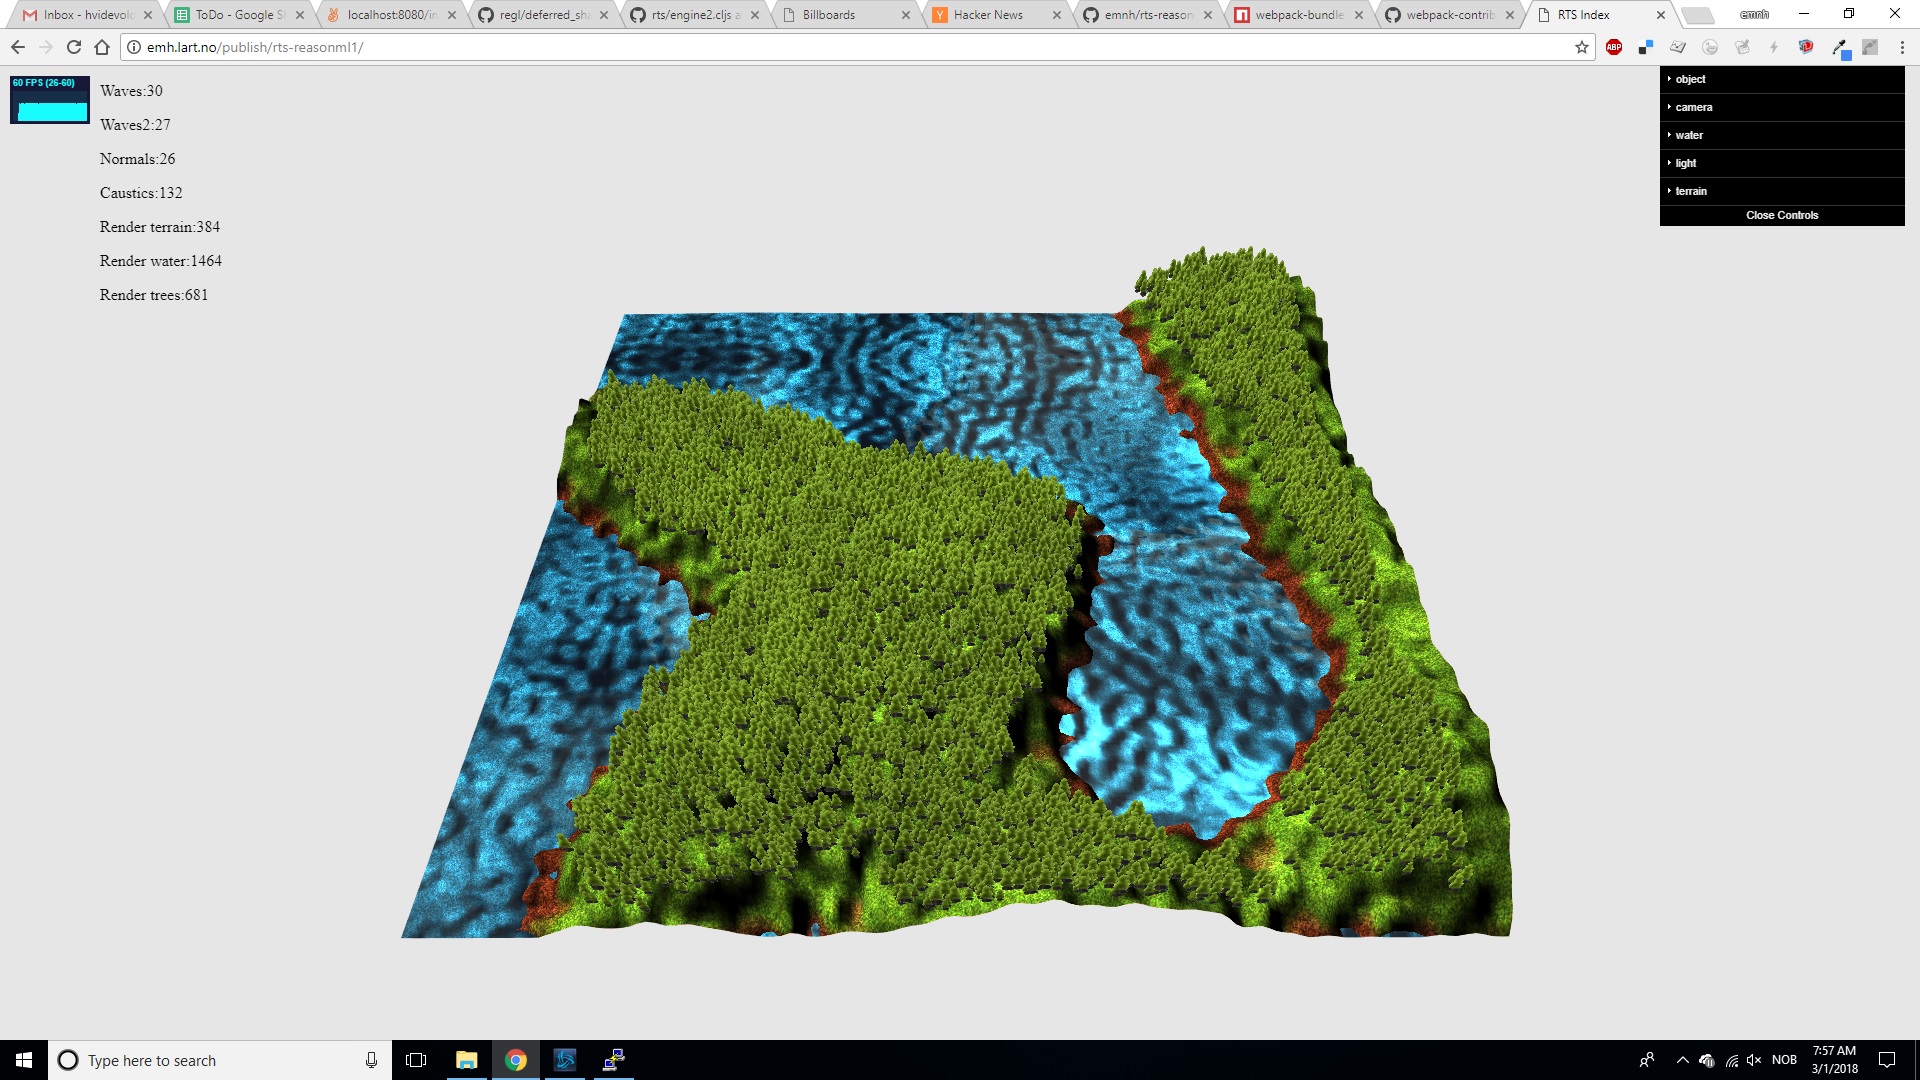 Inbox - hvidevold
ToDo - Google S
localhost:8080/in
regl/deferred_sha
rts/engine2.cljs a
Billboards
Hacker News
emnh/rts-reason
webpack-bundle
webpack-contrib
RTS Index
emnh
emh.lart.no/publish/rts-reasonml1/
ABP
60 FPS (26-60)
Waves:30
Waves2:27
Normals:26
Caustics:132
Render terrain:384
Render water:1464
Render trees:681
object
camera
water
light
terrain
Close Controls
Type here to search
NOB
7:57 AM
3/1/2018